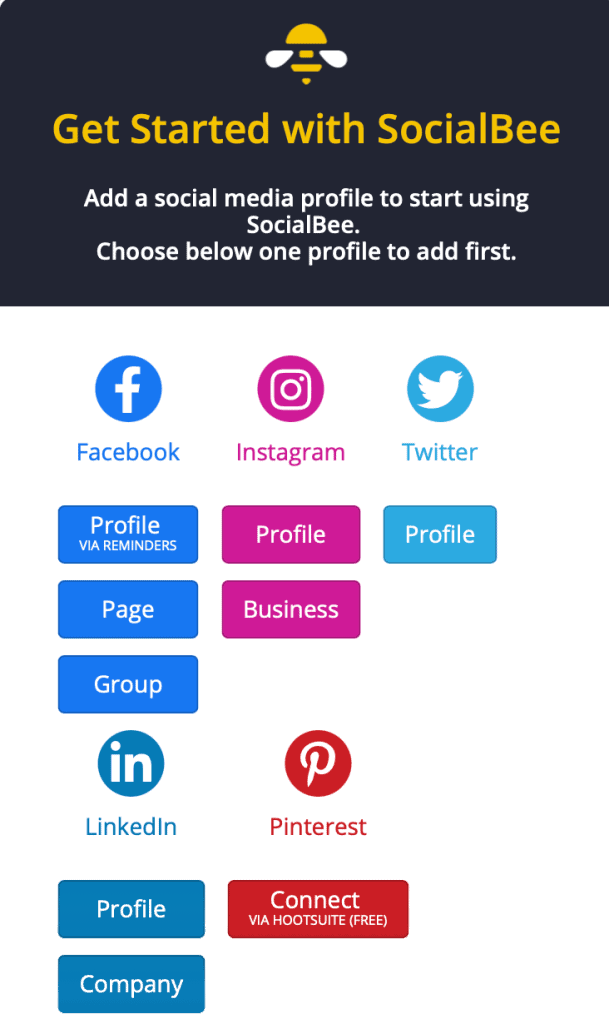 Get Started with SocialBee
Add a social media profile to start using
SocialBee.
Choose below one profile to add first.
Facebook
Instagram
Twitter
Profile
VIA REMINDERS
Profile
Profile
Page
Business
Group
LinkedIn
Pinterest
Profile
Connect
VIA HOOTSUITE (FREE)
Company